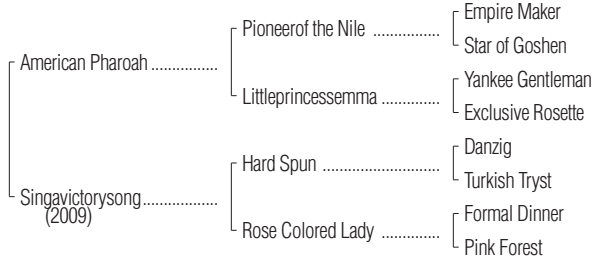 Empire Maker
Pioneerof the Nile ................
Star of Goshen
American Pharoah ................
Yankee Gentleman
Littleprincessemma ..............
Exclusive Rosette
Danzig
Hard Spun ............................
Turkish Tryst
Singavictorysong..................
(2009)
Formal Dinner
Rose Colored Lady ..............
Pink Forest